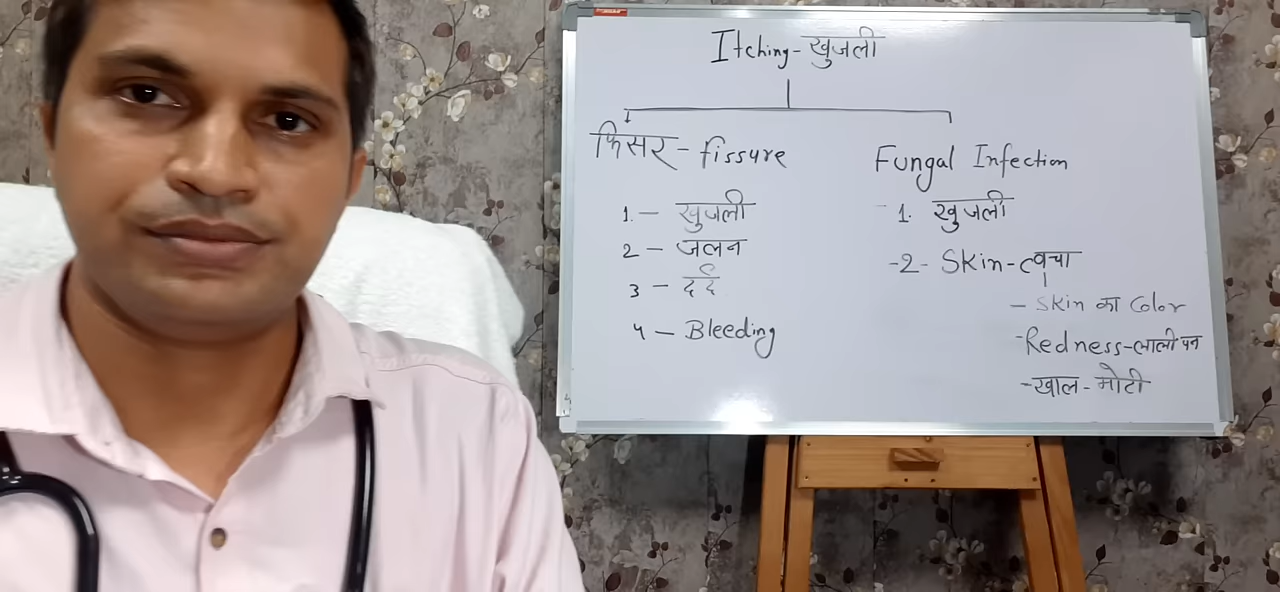 Itching-खुजली
फिसर - fissure
1.- खुजली
2 - जलन
3 - दर्द
4 - Bleeding
Fungal Infection
1. खुजली
-2- Skin-त्वचा
- Skin का Color
-Redness-लालीपन
-खाल-मोटी